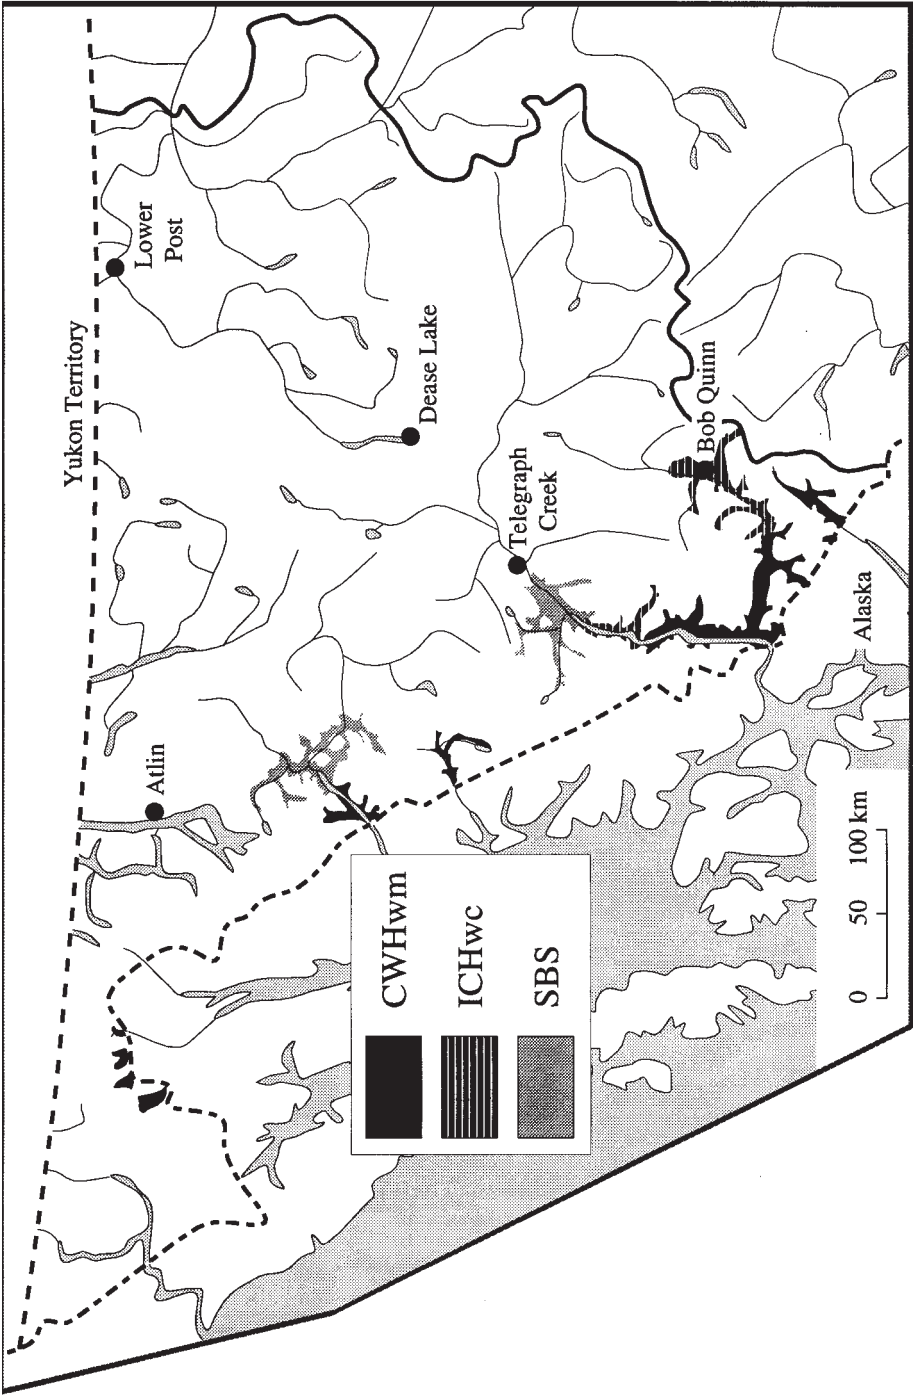 Yukon Territory
Lower
Post
Atlin
Dease Lake
Telegraph
Creek
Bob Quinn
Alaska
CWHwm
ICHwc
SBS
0 50 100 km